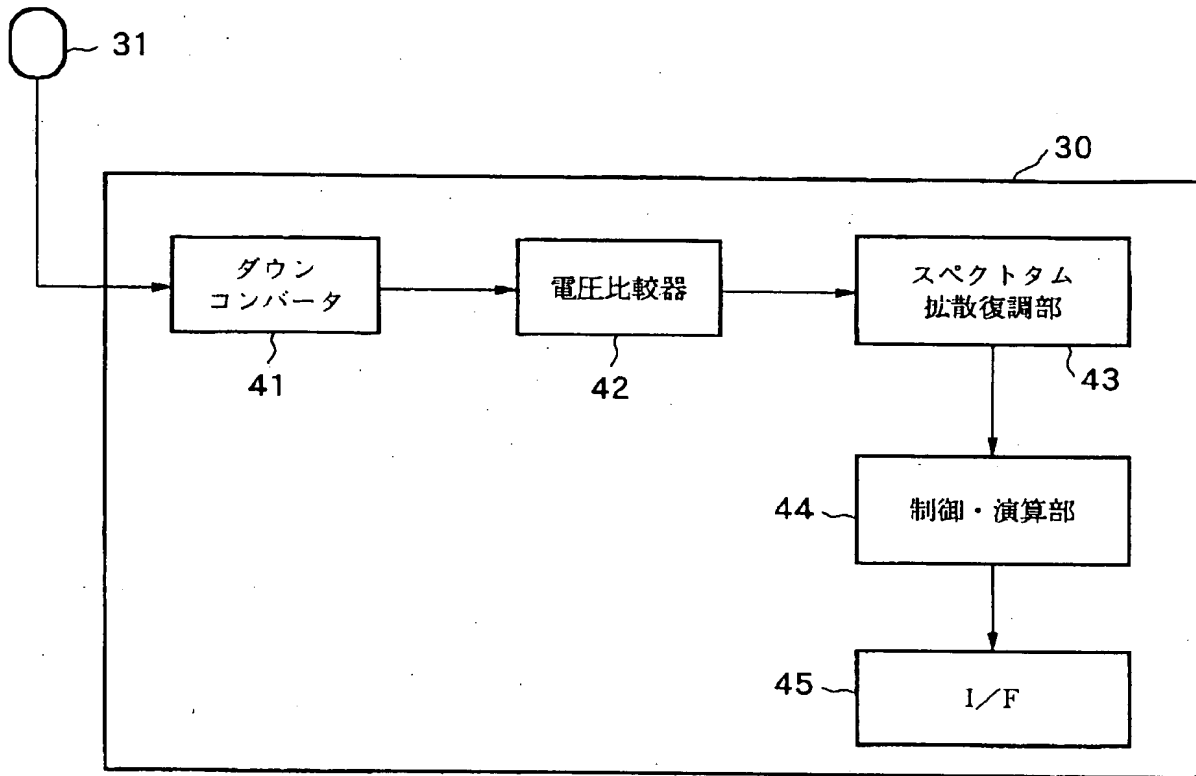 31
30
ダウン
コンバータ
41
電圧比較器
42
スペクトタム
拡散復調部
43
44
制御・演算部
45
I/F